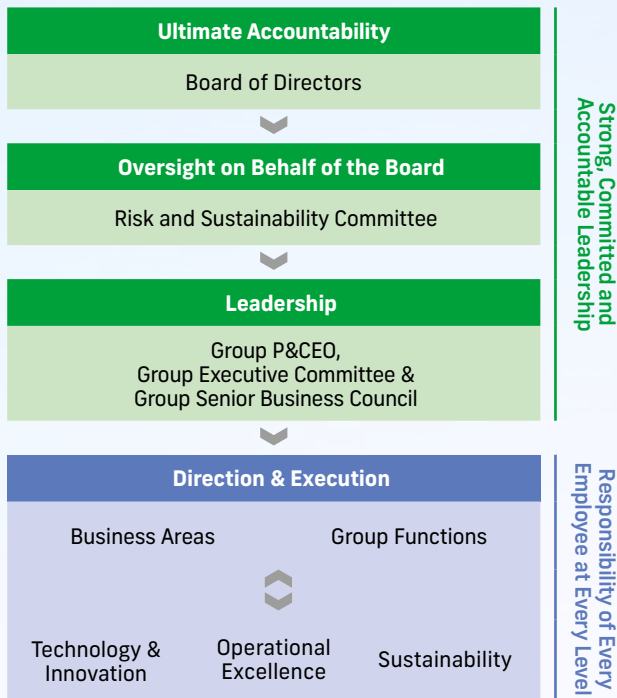 Ultimate Accountability
Board of Directors
Oversight on Behalf of the Board
Risk and Sustainability Committee
Leadership
Group P&CEO,
Group Executive Committee &
Group Senior Business Council
Strong, Committed and
Accountable Leadership
Direction & Execution
Business Areas
Group Functions
Technology &
Innovation
Operational
Excellence
Sustainability
Responsibility of Every
Employee at Every Level